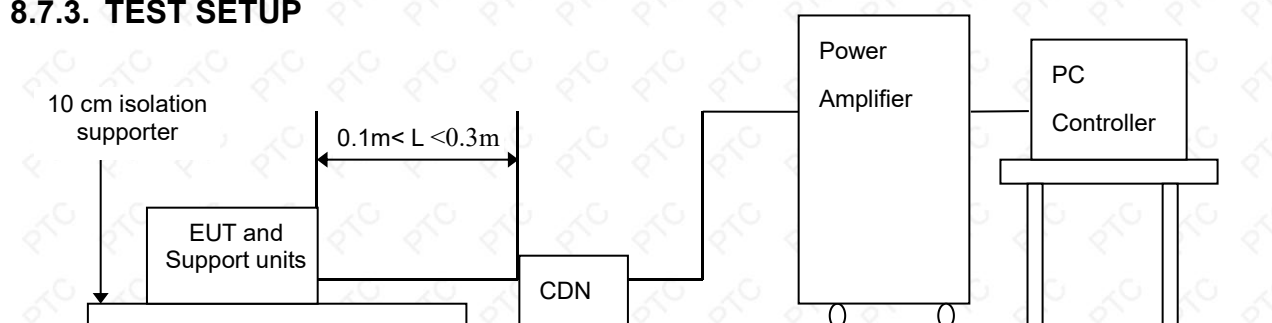 8.7.3. TEST SETUP
10 cm isolation
supporter
0.1m< L <0.3m
EUT and
Support units
CDN
Power
Amplifier
PC
Controller